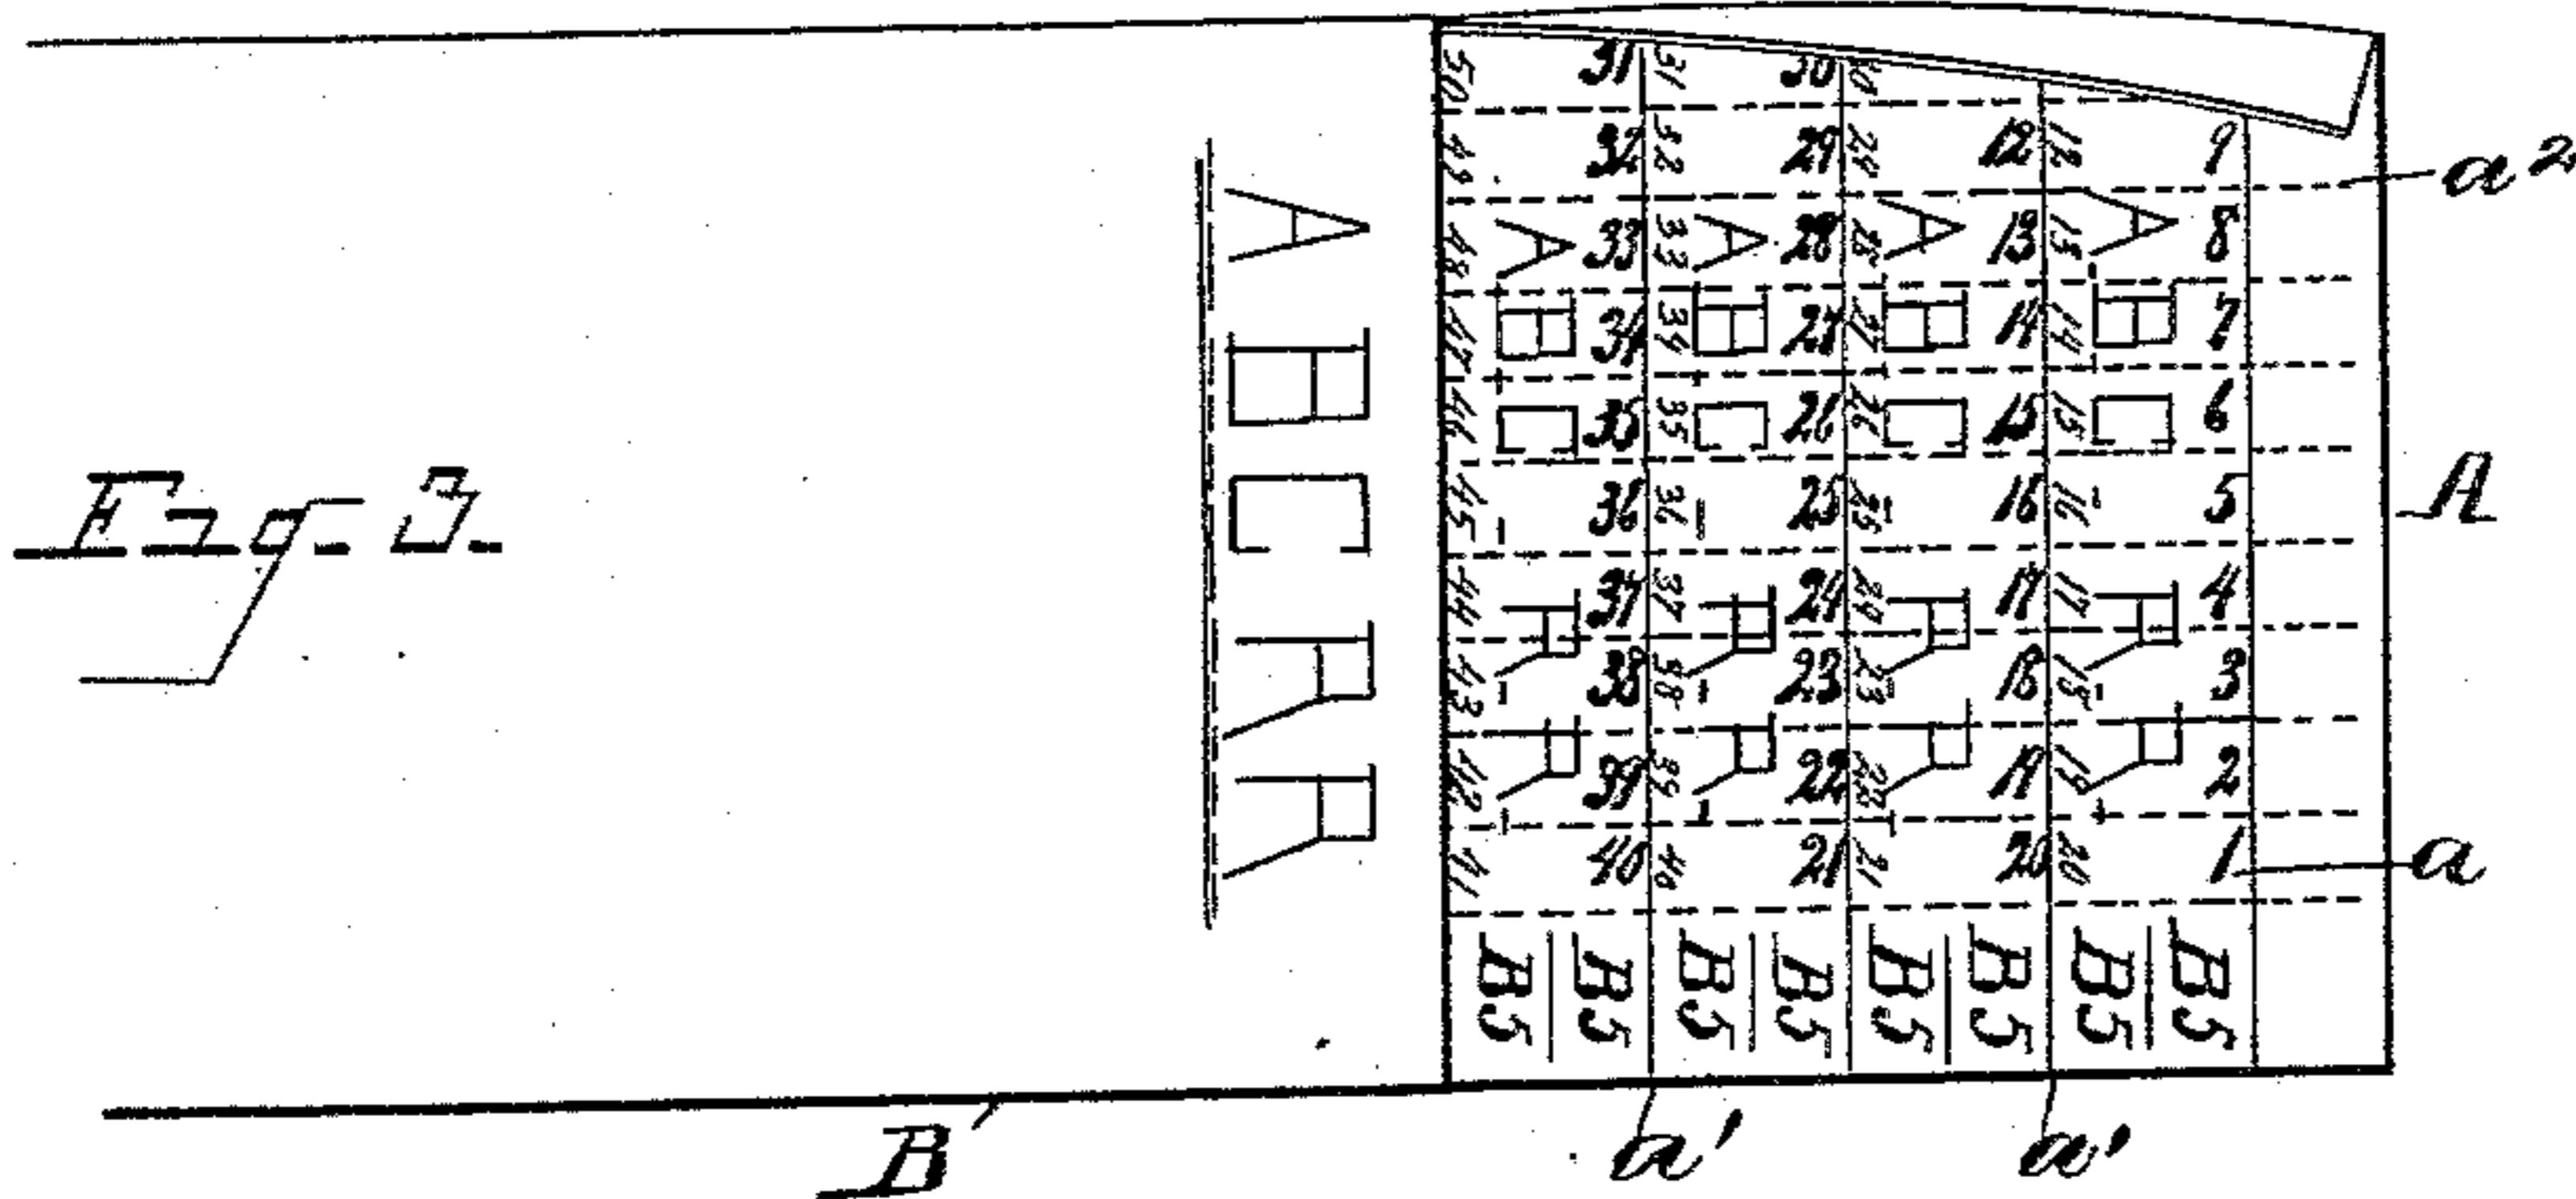 Fig. 3.
A B C R R
50 31 31 30 30
49 32 32 29 29 12 12 9
a²
48 A 33 33 A 28 28 A 13 13 A 8
47 B 34 34 B 27 27 B 14 14 B 7
46 C 35 35 C 26 26 C 15 15 C 6
45 36 36 25 25 16 16 5
A
44 R 37 37 R 24 24 R 17 17 R 4
43 38 38 23 23 18 18 3
42 R 39 39 R 22 22 R 19 19 R 2
41 40 40 21 21 20 20 1
a
B5 B5 B5 B5 B5 B5 B5 B5
B a' a'